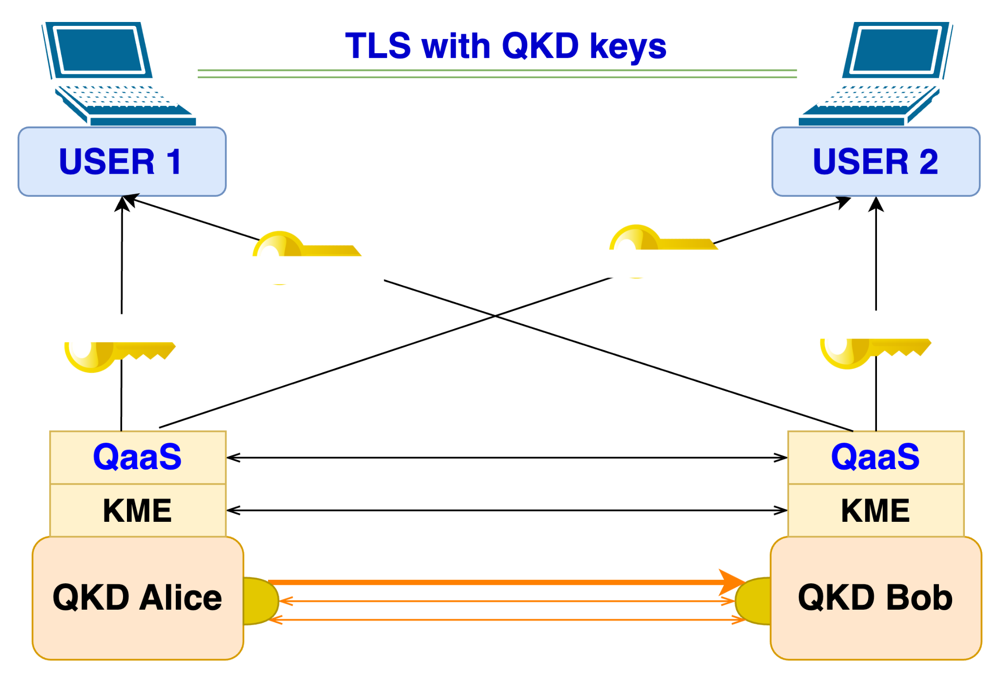 TLS with QKD keys
USER 1
USER 2
QaaS
QaaS
KME
KME
QKD Alice
QKD Bob